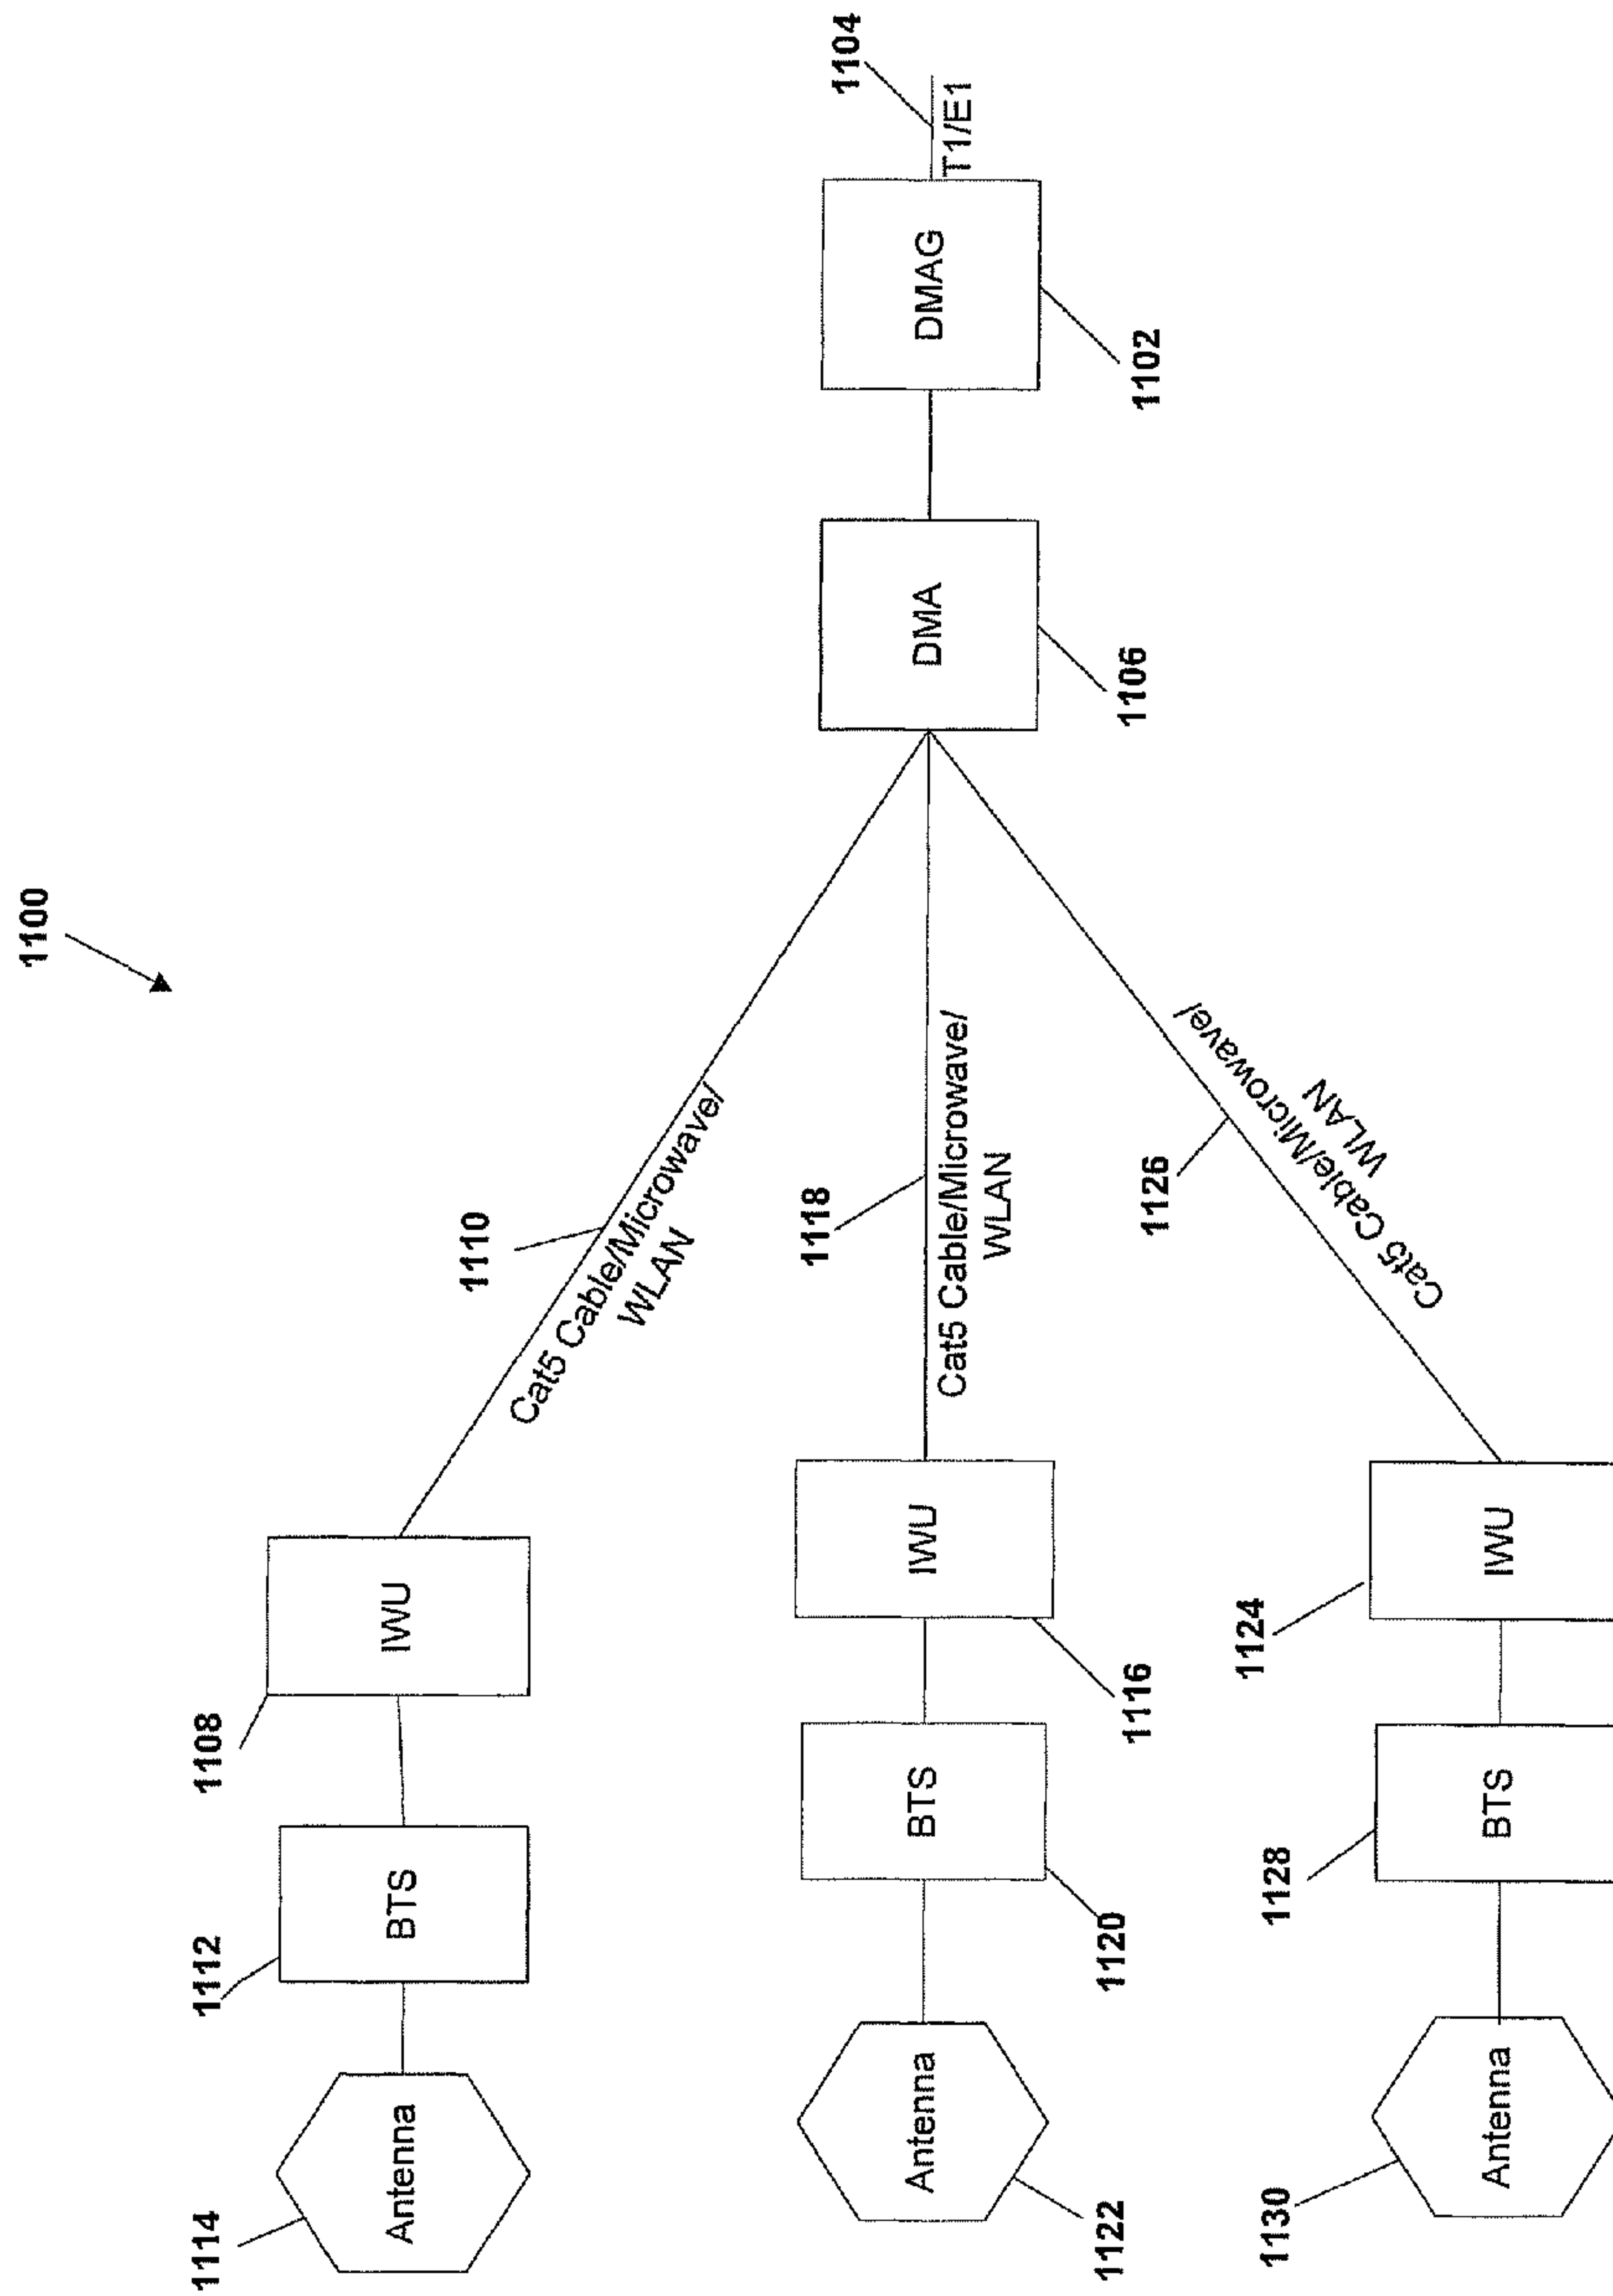 1100
1114
Antenna
1112
BTS
1108
IWU
1110
Cat5 Cable/Microwave/
WLAN
1122
Antenna
1120
BTS
1116
IWU
1118
Cat5 Cable/Microwave/
WLAN
DMA
1106
DMAG
1102
1104
T1/E1
1130
Antenna
1128
BTS
1124
IWU
1126
Cat5 Cable/Microwave/
WLAN